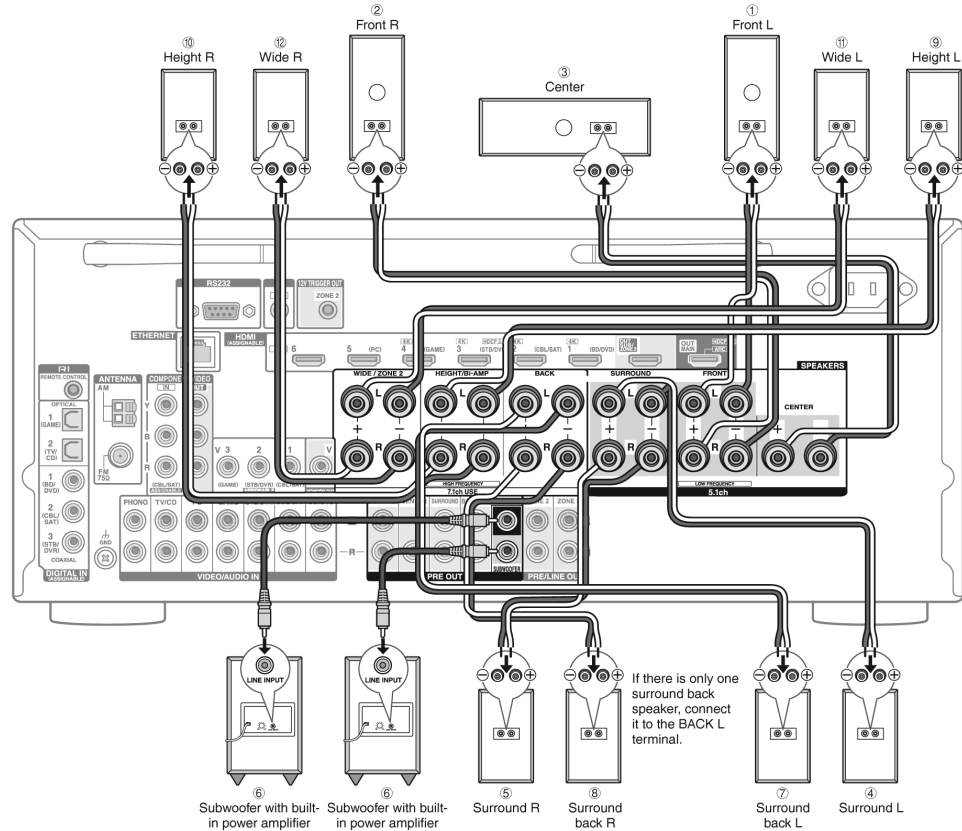 ②
Front R
①
Front L
⑩
Height R
⑫
Wide R
③
Center
⑪
Wide L
⑨
Height L
RS232
12V TRIGGER OUT
ZONE 2
ETHERNET
HDMI
(ASSIGNABLE)
6
5 (PC)
4 (GAME)
3 (STB/DVR)
2 (CBL/SAT)
1 (BD/DVD)
4K
4K
4K
OUT
MAIN
ARC
RI
REMOTE CONTROL
ANTENNA
AM
FM
75Ω
COMPONENT VIDEO
IN
OUT
Y
B
R
(CBL/SAT)
OPTICAL
1
(GAME)
2
(TV/
CD)
1
(BD/
DVD)
2
(CBL/
SAT)
3
(STB/
DVR)
COAXIAL
DIGITAL IN
(ASSIGNABLE)
GND
V 3 2 1 V
(GAME) (STB/DVR) (CBL/SAT)
PHONO TV/CD
VIDEO/AUDIO IN
SPEAKERS
WIDE / ZONE 2
HEIGHT/Bi-AMP
BACK
SURROUND
FRONT
CENTER
L L L L L
+ − + − + − + − + − + −
R R R R R
HIGH FREQUENCY
7.1ch USE
LOW FREQUENCY
5.1ch
SURROUND
ZONE
R
SUBWOOFER
PRE OUT
PRE/LINE OUT
LINE INPUT
LINE INPUT
If there is only one
surround back
speaker, connect
it to the BACK L
terminal.
⑥
Subwoofer with built-
in power amplifier
⑥
Subwoofer with built-
in power amplifier
⑤
Surround R
⑧
Surround
back R
⑦
Surround
back L
④
Surround L